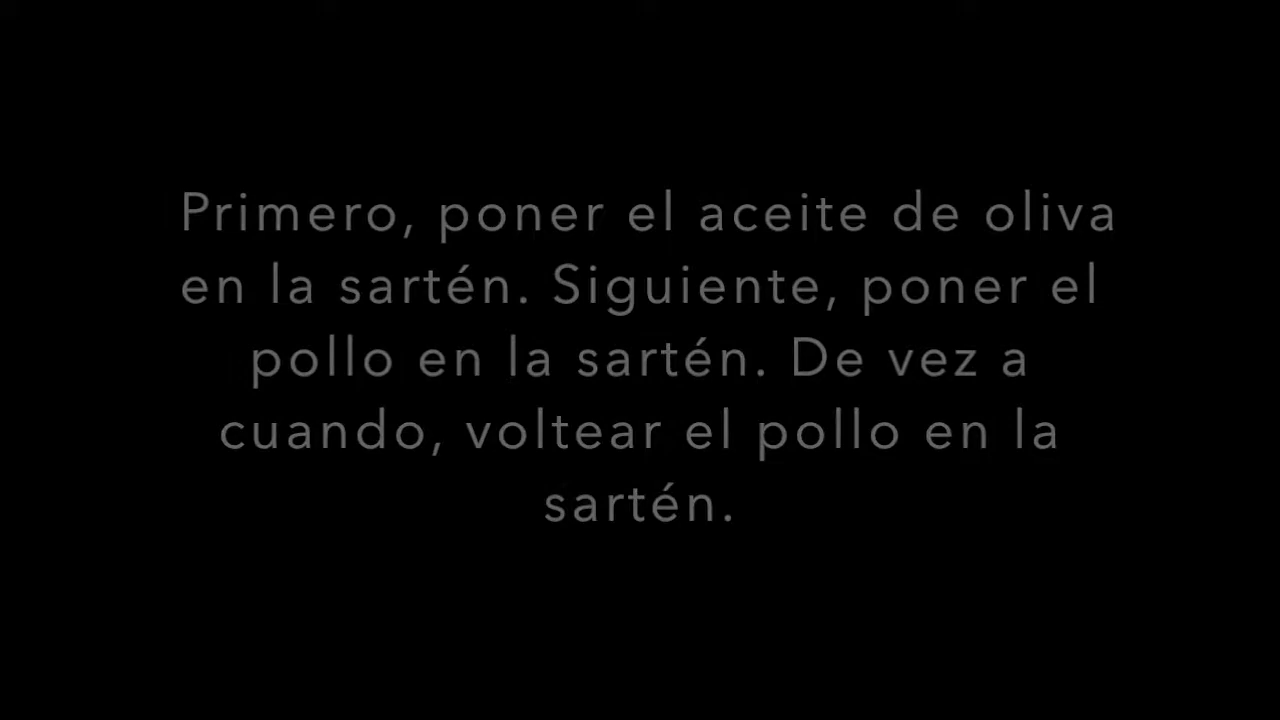 Primero, poner el aceite de oliva
en la sartén. Siguiente, poner el
pollo en la sartén. De vez a
cuando, voltear el pollo en la
sartén.